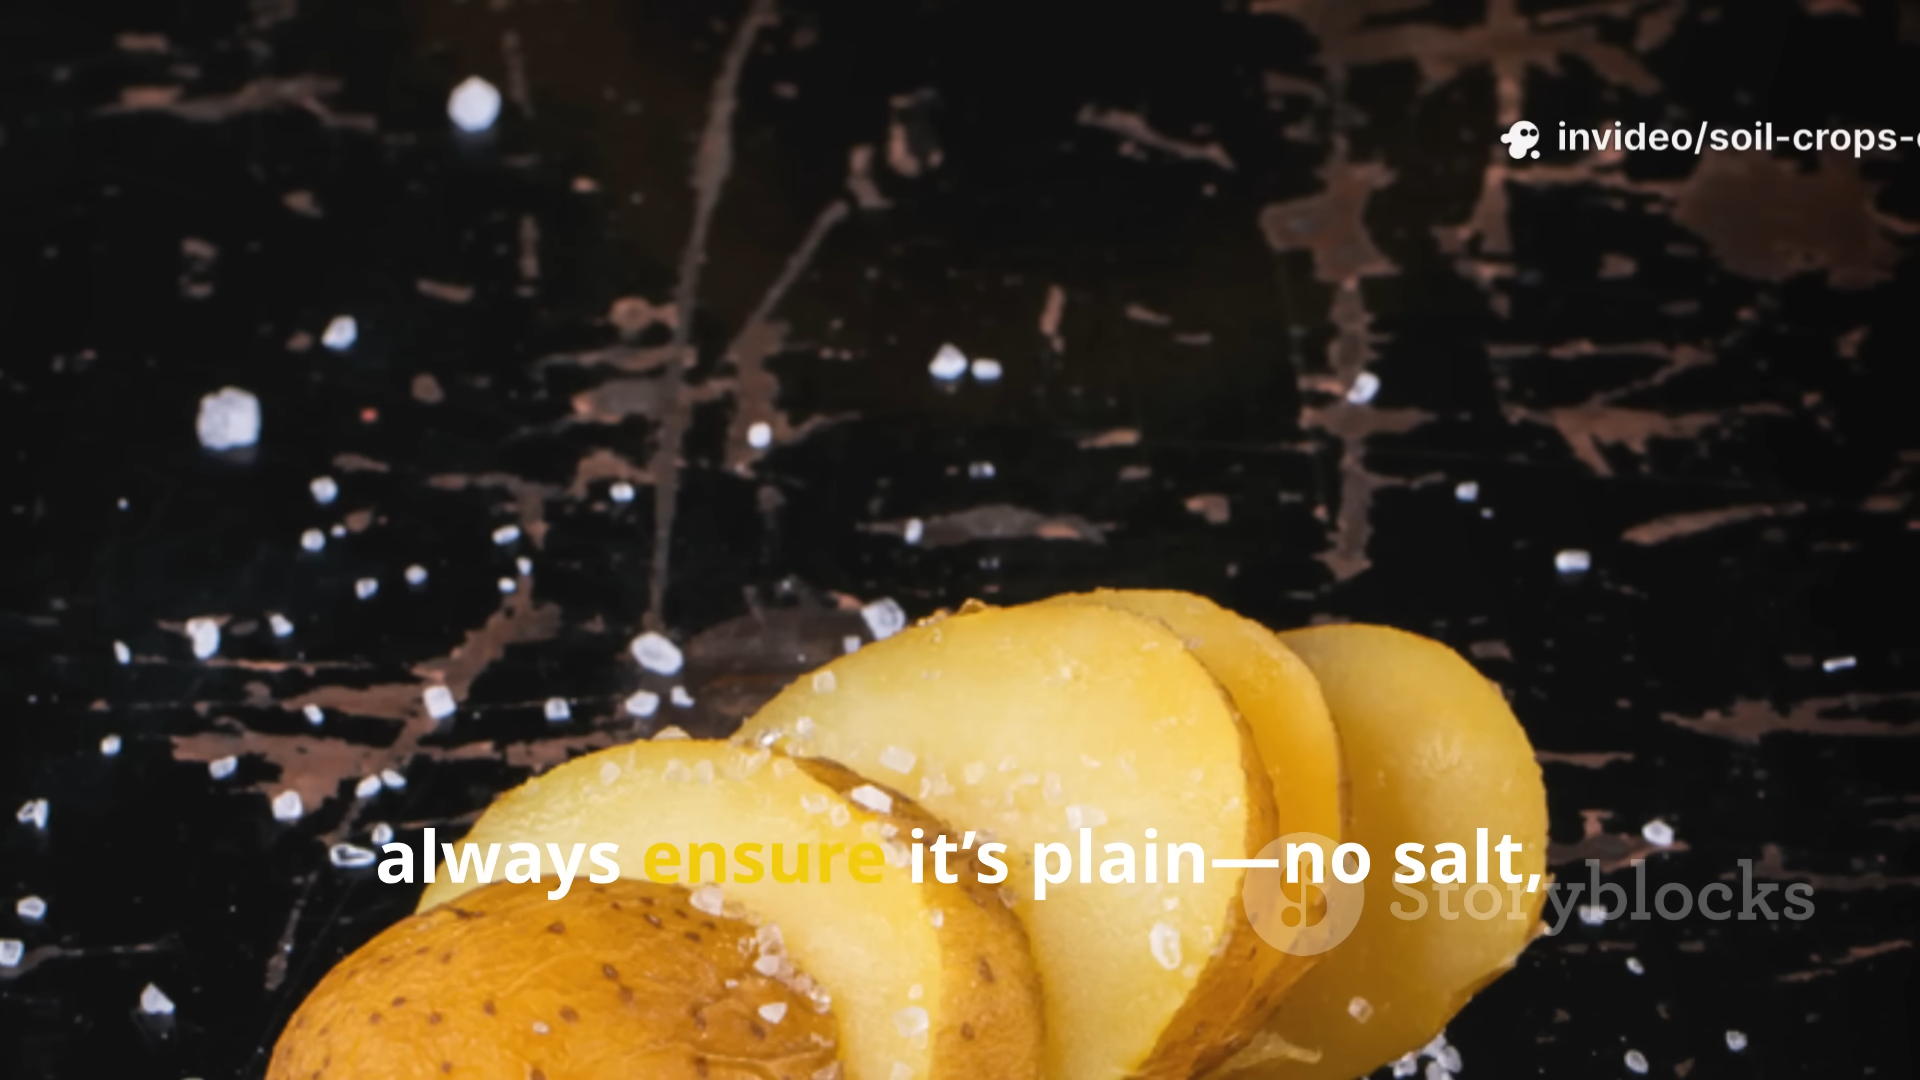 invideo/soil-crops-
always ensure it’s plain—no salt,
Storyblocks